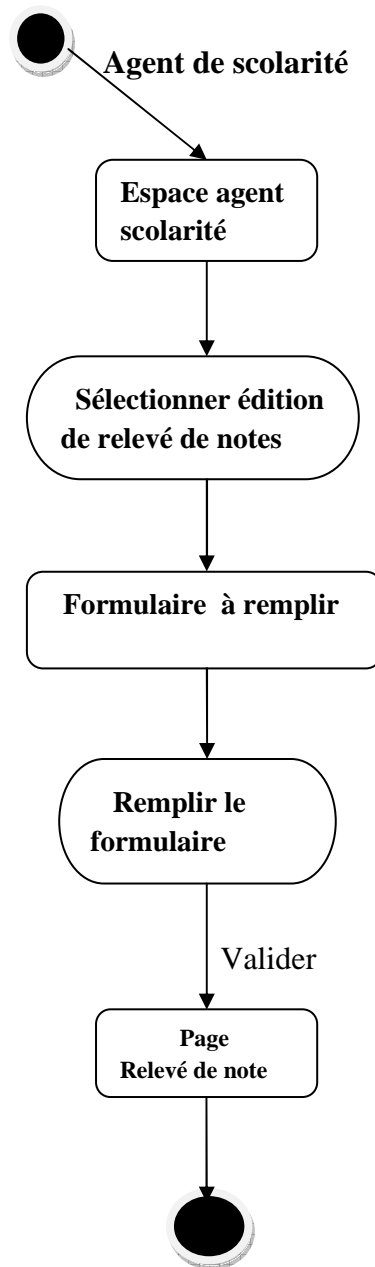 Agent de scolarité
Espace agent
scolarité
Sélectionner édition
de relevé de notes
Formulaire à remplir
Remplir le
formulaire
Valider
Page
Relevé de note